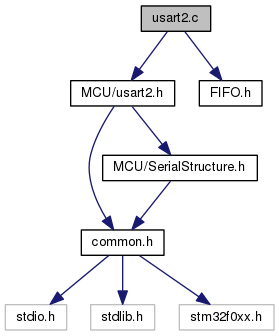 usart2.c
MCU/usart2.h
FIFO.h
MCU/SerialStructure.h
common.h
stdio.h
stdlib.h
stm32f0xx.h